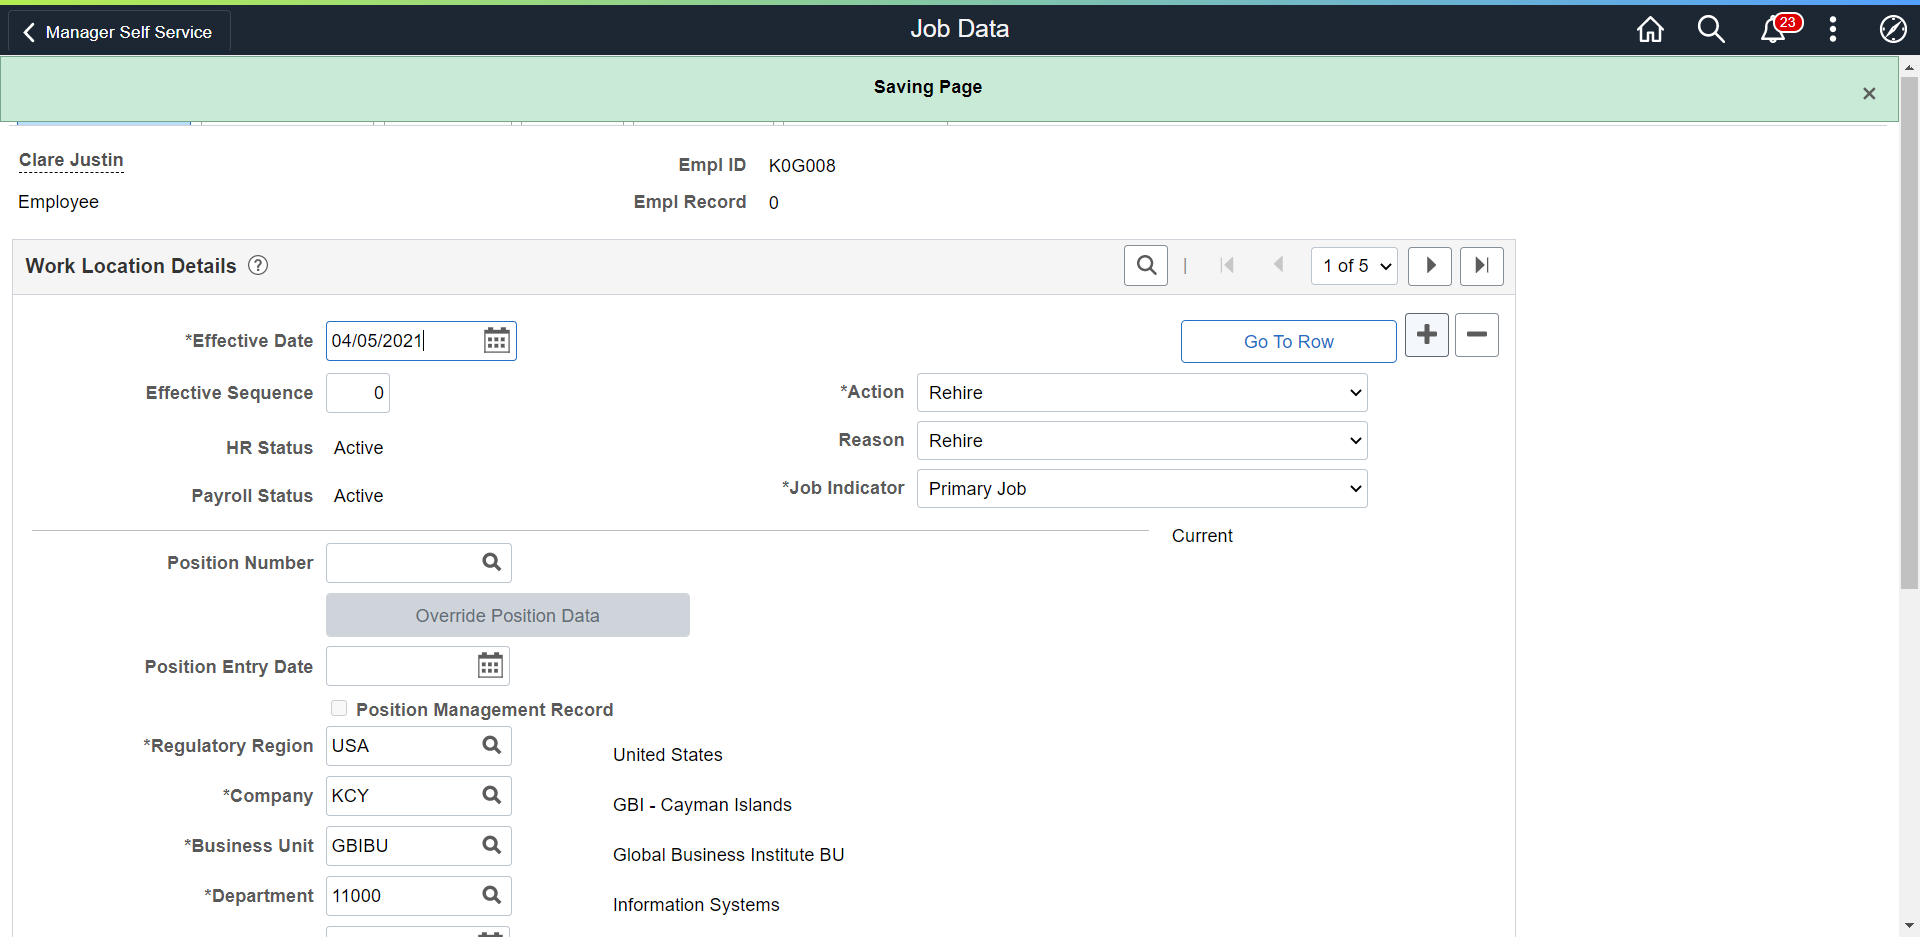 Manager Self Service
Job Data
23
Saving Page
×
Clare Justin
Empl ID K0G008
Employee
Empl Record 0
Work Location Details ?
1 of 5
*Effective Date 04/05/2021
Go To Row
Effective Sequence 0
*Action Rehire
Reason Rehire
HR Status Active
*Job Indicator Primary Job
Payroll Status Active
Current
Position Number
Override Position Data
Position Entry Date
Position Management Record
*Regulatory Region USA
United States
*Company KCY
GBI - Cayman Islands
*Business Unit GBIBU
Global Business Institute BU
*Department 11000
Information Systems